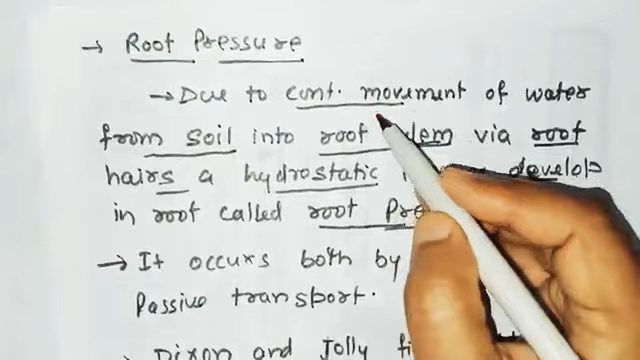 → Root Pressure
→ Due to cont. movement of water
from soil into root via root
hairs a hydrostatic develop
in root called root
→ It occurs both by
Passive transport.
Dixon and Jolly